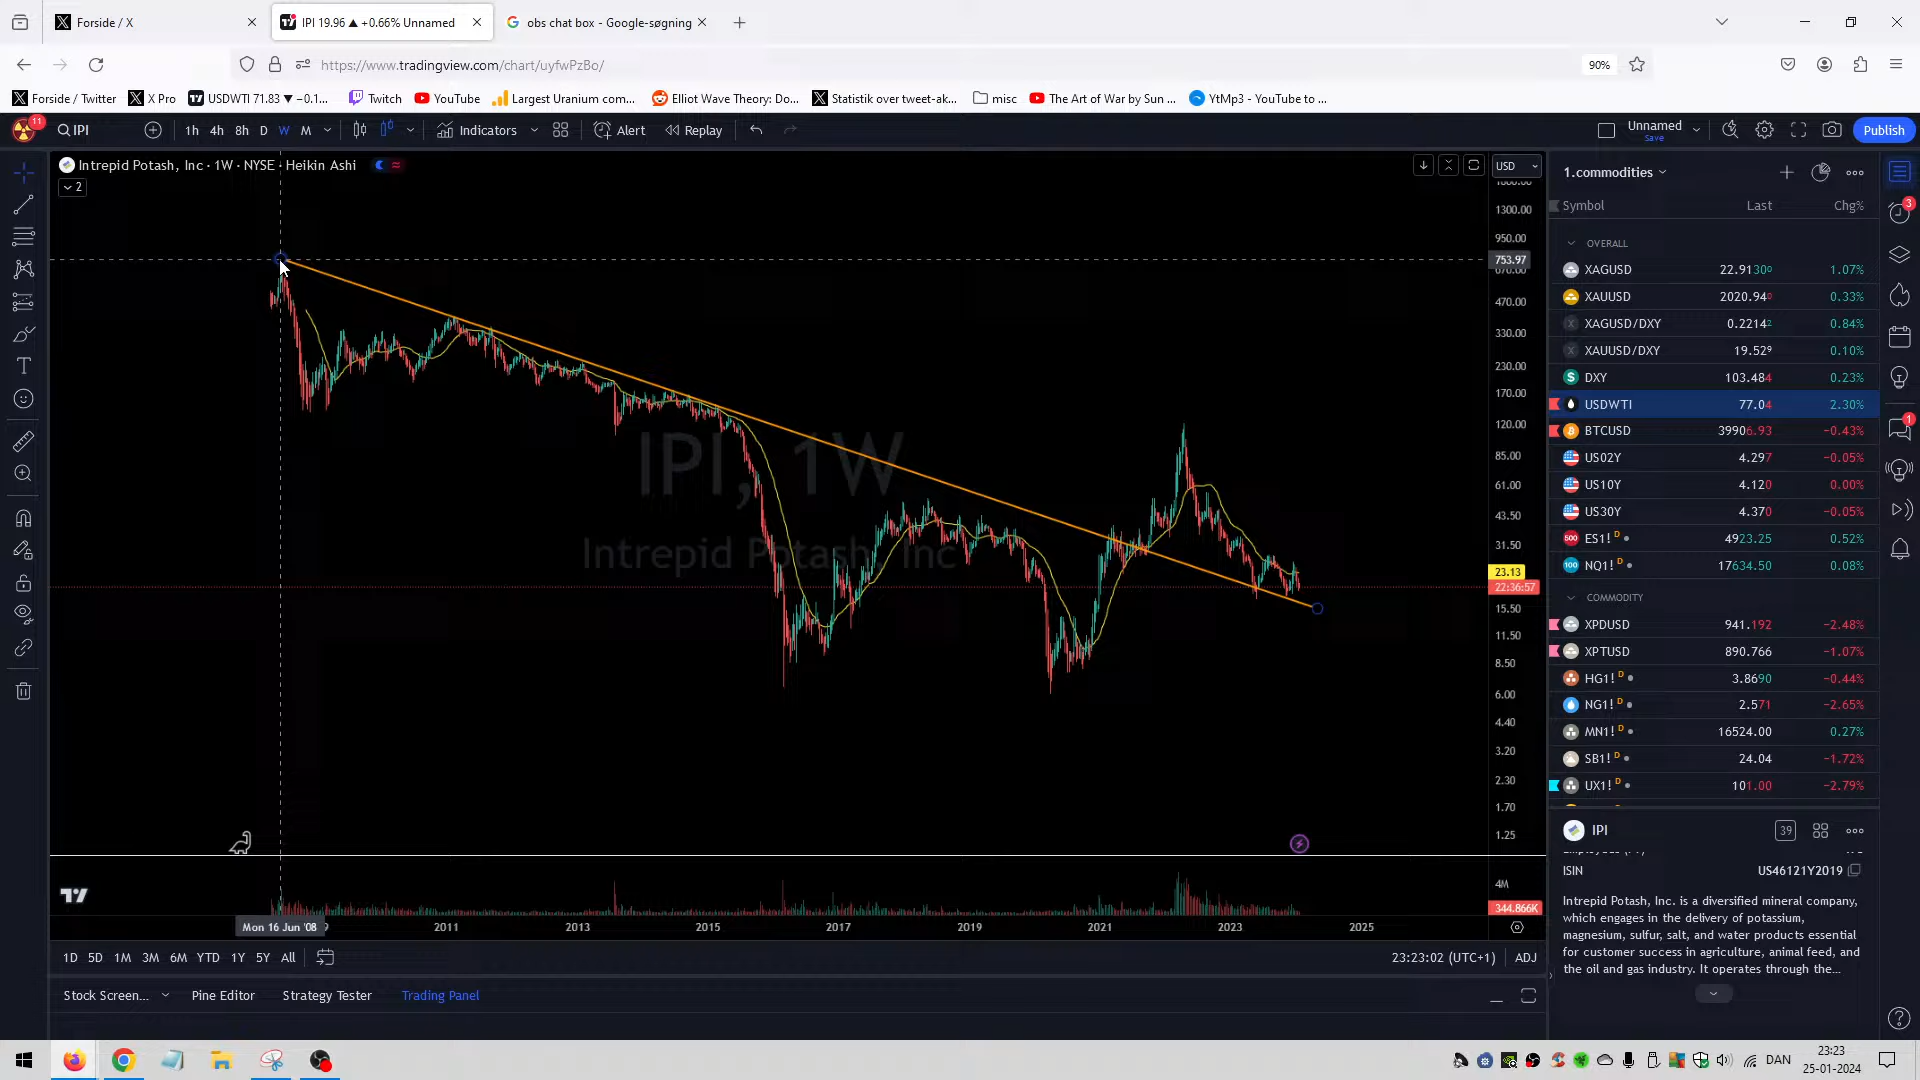 Forside / X
IPI 19.96 ▲ +0.66% Unnamed
obs chat box - Google-søgning
https://www.tradingview.com/chart/uyfwPzBo/
90%
Forside / Twitter
X Pro
USDWTI 71.83 ▼ −0.1...
Twitch
YouTube
Largest Uranium com...
Elliot Wave Theory: Do...
Statistik over tweet-ak...
misc
The Art of War by Sun ...
YtMp3 - YouTube to ...
11
IPI
1h 4h 8h D W M
Indicators
Alert
Replay
Unnamed
Save
Publish
Intrepid Potash, Inc · 1W · NYSE · Heikin Ashi
2
USD
1300.00
950.00
753.97
470.00
330.00
230.00
170.00
120.00
85.00
61.00
43.50
31.50
23.13
22:36:57
15.50
11.50
8.50
6.00
4.40
3.20
2.30
1.70
1.25
4M
344.866K
IPI, 1W
Intrepid Potash, Inc
Mon 16 Jun '08
2011 2013 2015 2017 2019 2021 2023 2025
1D 5D 1M 3M 6M YTD 1Y 5Y All
23:23:02 (UTC+1)
ADJ
Stock Screen...
Pine Editor
Strategy Tester
Trading Panel
1.commodities
Symbol Last Chg%
OVERALL
XAGUSD 22.9130 1.07%
XAUUSD 2020.94 0.33%
XAGUSD/DXY 0.2214 0.84%
XAUUSD/DXY 19.529 0.10%
DXY 103.484 0.23%
USDWTI 77.04 2.30%
BTCUSD 39906.93 −0.43%
US02Y 4.297 −0.05%
US10Y 4.120 0.00%
US30Y 4.370 −0.05%
ES1! D 4923.25 0.52%
NQ1! D 17634.50 0.08%
COMMODITY
XPDUSD 941.192 −2.48%
XPTUSD 890.766 −1.07%
HG1! D 3.8690 −0.44%
NG1! D 2.571 −2.65%
MN1! D 16524.00 0.27%
SB1! D 24.04 −1.72%
UX1! D 101.00 −2.79%
3
1
IPI
39
ISIN US46121Y2019
Intrepid Potash, Inc. is a diversified mineral company,
which engages in the delivery of potassium,
magnesium, sulfur, salt, and water products essential
for customer success in agriculture, animal feed, and
the oil and gas industry. It operates through the...
DAN
23:23
25-01-2024